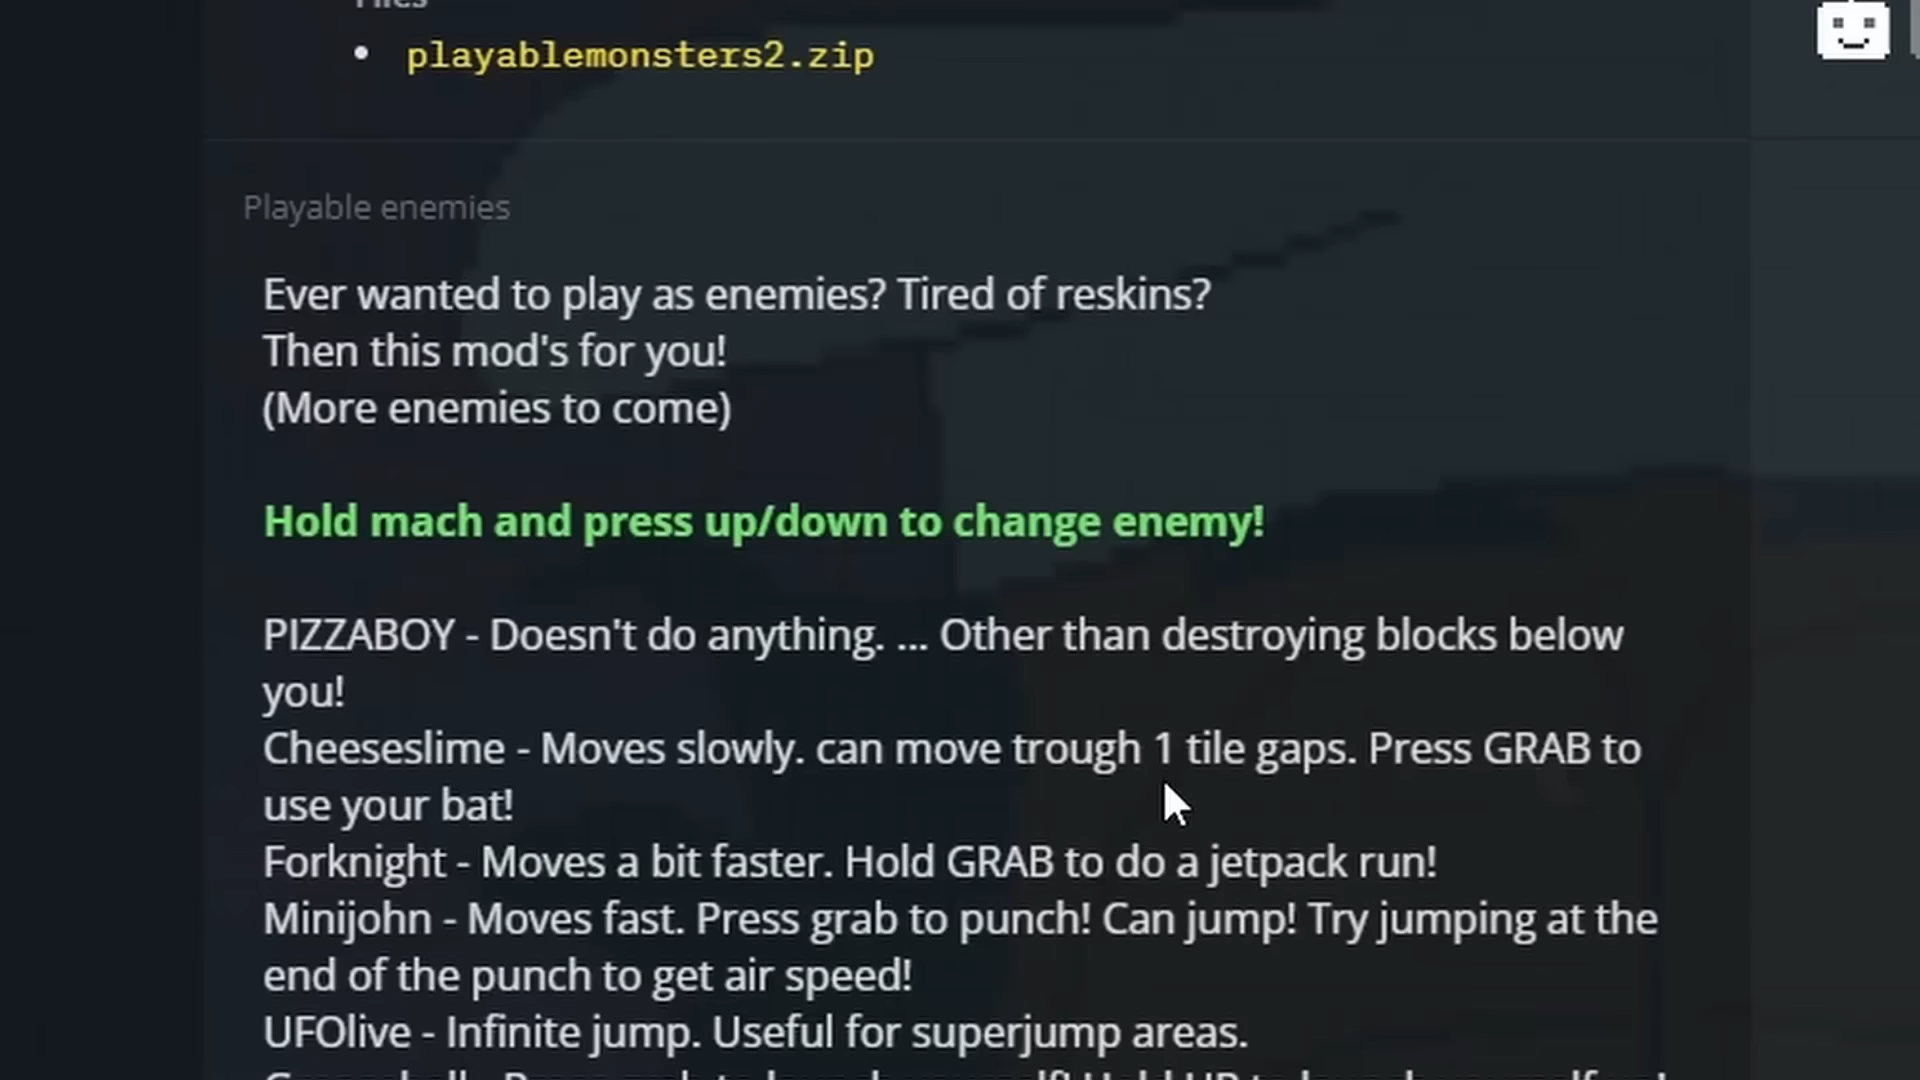 playablemonsters2.zip
Playable enemies
Ever wanted to play as enemies? Tired of reskins?
Then this mod's for you!
(More enemies to come)
Hold mach and press up/down to change enemy!
PIZZABOY - Doesn't do anything. ... Other than destroying blocks below
you!
Cheeseslime - Moves slowly. can move trough 1 tile gaps. Press GRAB to
use your bat!
Forknight - Moves a bit faster. Hold GRAB to do a jetpack run!
Minijohn - Moves fast. Press grab to punch! Can jump! Try jumping at the
end of the punch to get air speed!
UFOlive - Infinite jump. Useful for superjump areas.